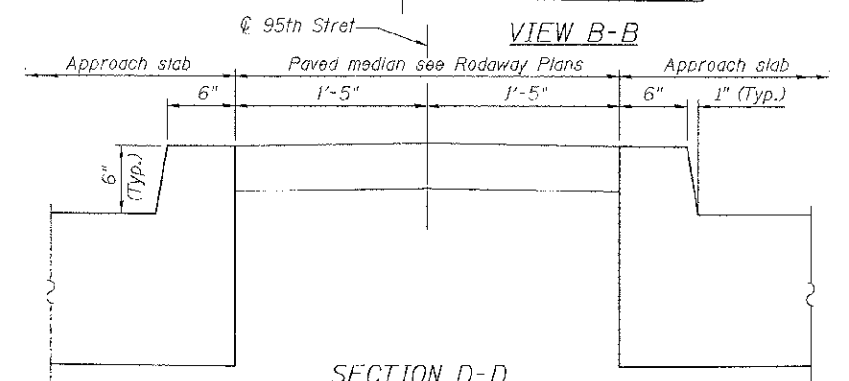 ℄ 95th Stret
VIEW B-B
Approach slab
Paved median see Rodaway Plans
Approach slab
6"
1'-5"
1'-5"
6"
1" (Typ.)
6"
(Typ.)
SECTION D-D